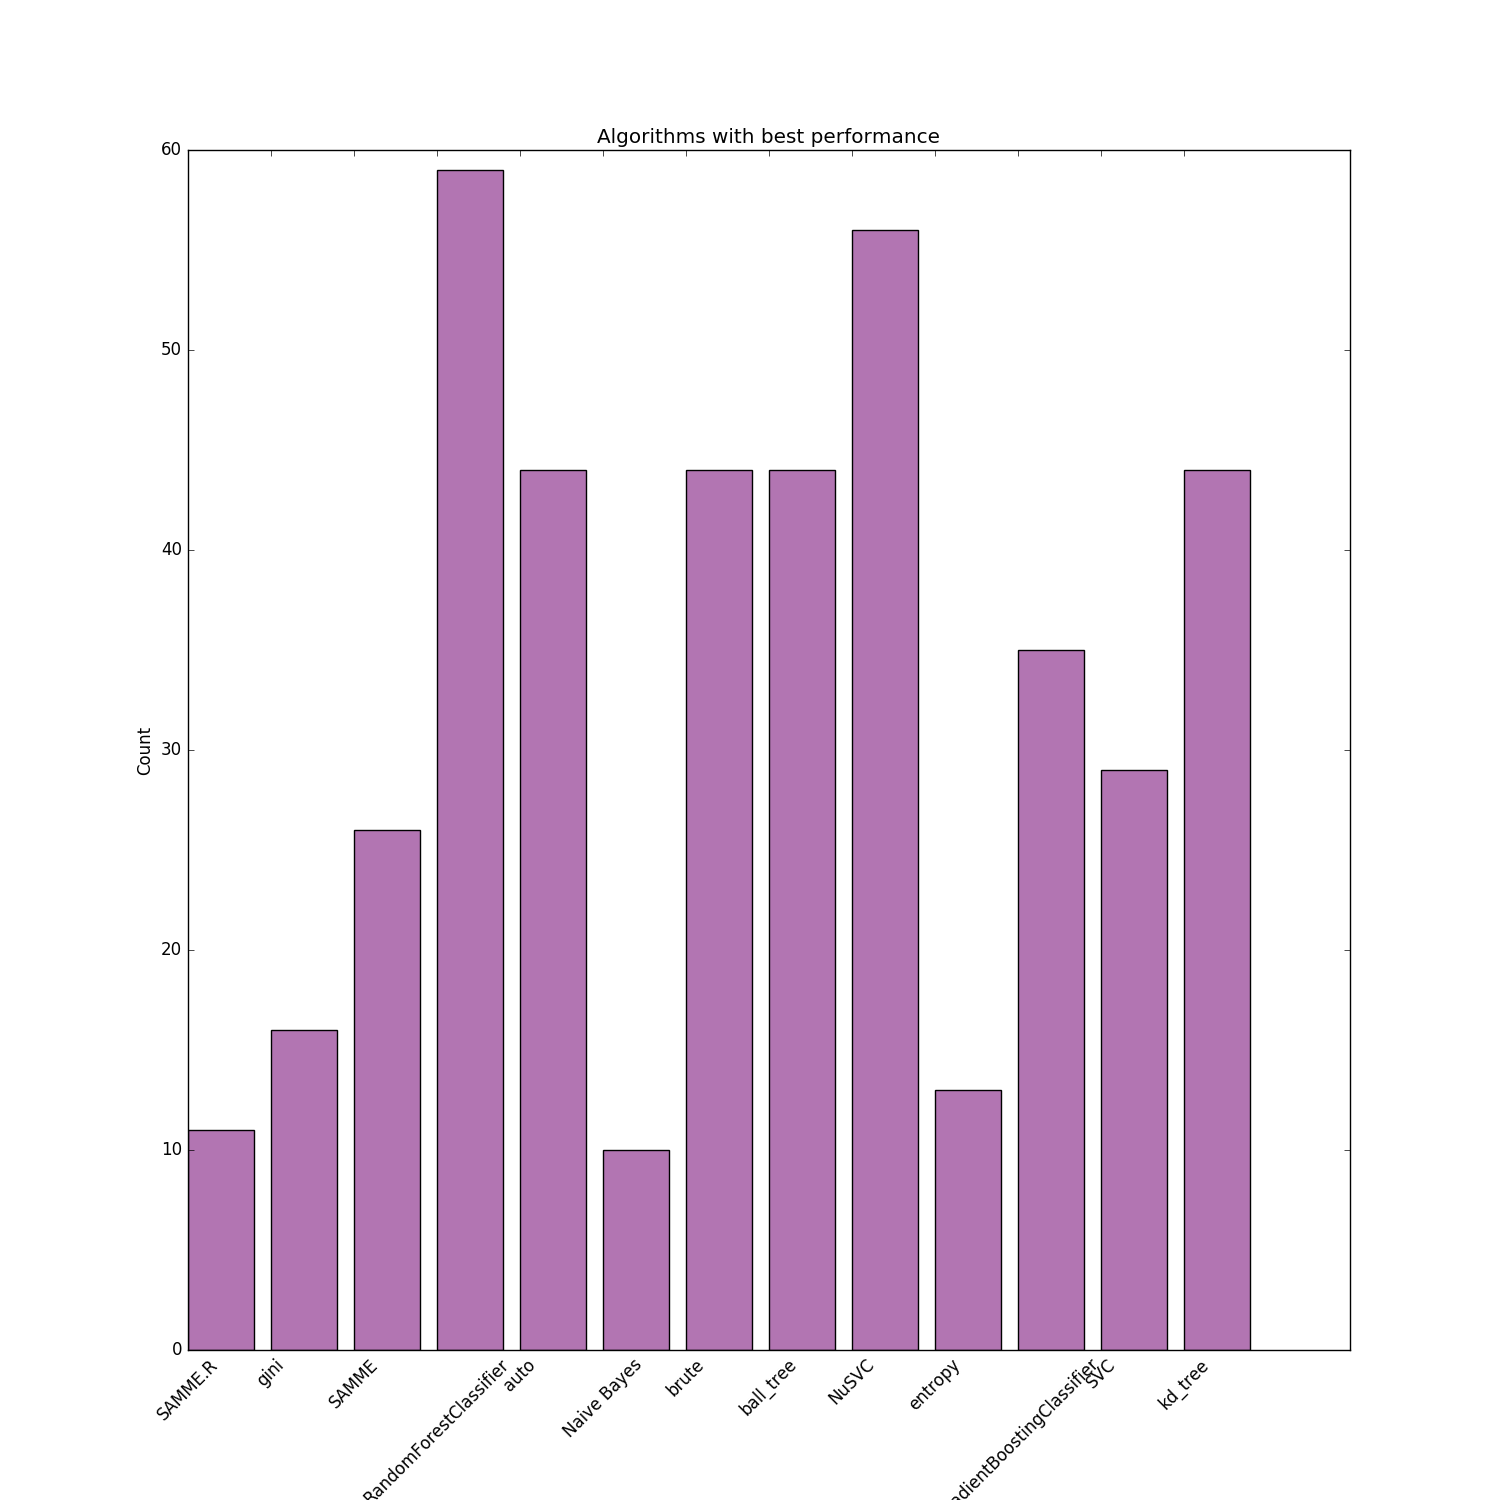 Algorithms with best performance
60
50
40
30
20
10
0
Count
SAMME.R
gini
SAMME
RandomForestClassifier
auto
Naive Bayes
brute
ball_tree
NuSVC
entropy
edientBoostingClassifier
SVC
kd_tree